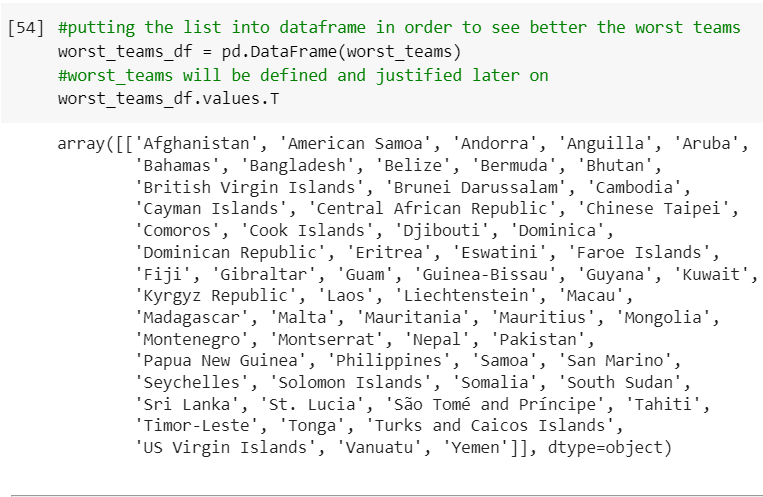 [54] #putting the list into dataframe in order to see better the worst teams
worst_teams_df = pd.DataFrame(worst_teams)
#worst_teams will be defined and justified later on
worst_teams_df.values.T
array([['Afghanistan', 'American Samoa', 'Andorra', 'Anguilla', 'Aruba',
'Bahamas', 'Bangladesh', 'Belize', 'Bermuda', 'Bhutan',
'British Virgin Islands', 'Brunei Darussalam', 'Cambodia',
'Cayman Islands', 'Central African Republic', 'Chinese Taipei',
'Comoros', 'Cook Islands', 'Djibouti', 'Dominica',
'Dominican Republic', 'Eritrea', 'Eswatini', 'Faroe Islands',
'Fiji', 'Gibraltar', 'Guam', 'Guinea-Bissau', 'Guyana', 'Kuwait',
'Kyrgyz Republic', 'Laos', 'Liechtenstein', 'Macau',
'Madagascar', 'Malta', 'Mauritania', 'Mauritius', 'Mongolia',
'Montenegro', 'Montserrat', 'Nepal', 'Pakistan',
'Papua New Guinea', 'Philippines', 'Samoa', 'San Marino',
'Seychelles', 'Solomon Islands', 'Somalia', 'South Sudan',
'Sri Lanka', 'St. Lucia', 'São Tomé and Príncipe', 'Tahiti',
'Timor-Leste', 'Tonga', 'Turks and Caicos Islands',
'US Virgin Islands', 'Vanuatu', 'Yemen']], dtype=object)